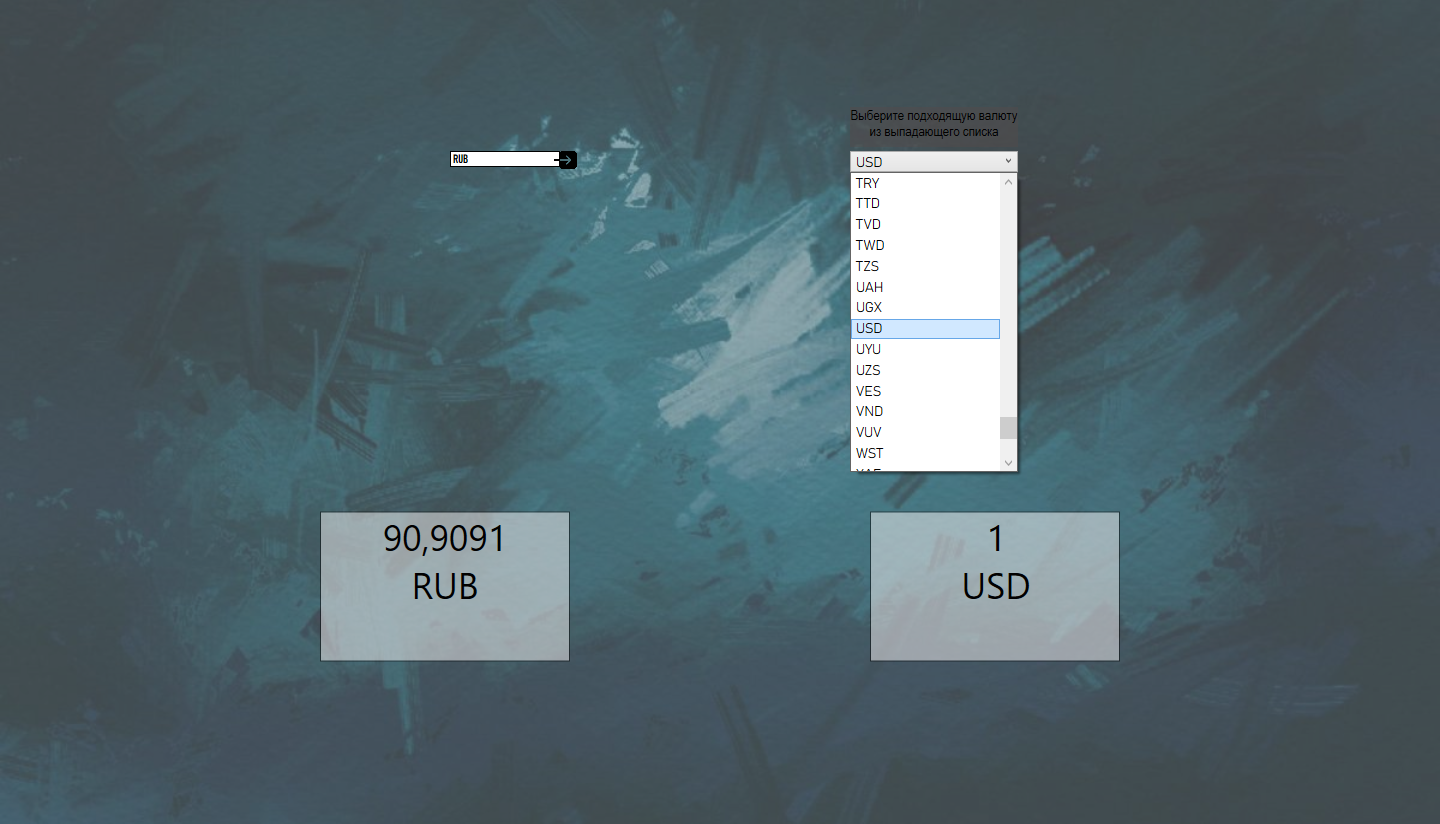 Выберите подходящую валюту
из выпадающего списка
RUB
USD
TRY
TTD
TVD
TWD
TZS
UAH
UGX
USD
UYU
UZS
VES
VND
VUV
WST
90,9091
RUB
1
USD